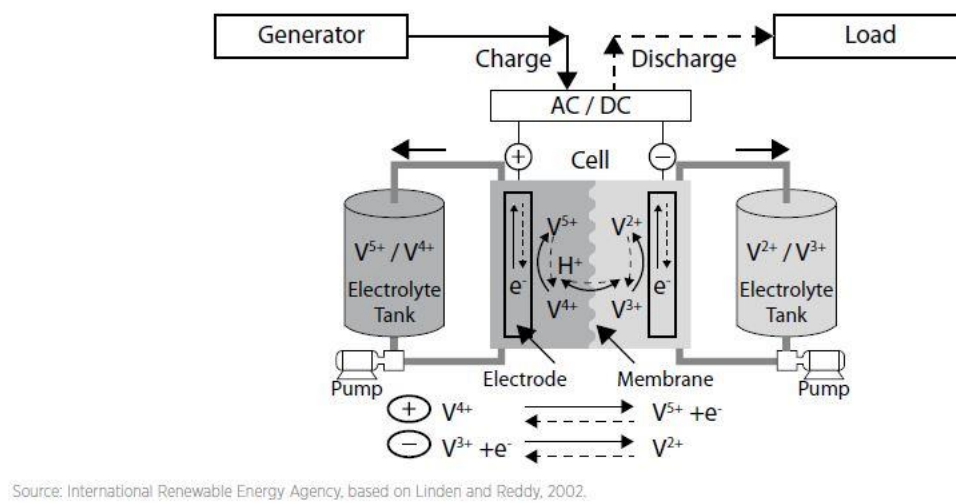 Generator
Load
Charge
Discharge
AC / DC
+
Cell
−
V⁵⁺ / V⁴⁺
Electrolyte
Tank
V⁵⁺
V²⁺
H⁺
e⁻
e⁻
V⁴⁺
V³⁺
V²⁺ / V³⁺
Electrolyte
Tank
Pump
Electrode
Membrane
Pump
+ V⁴⁺ V⁵⁺ +e⁻
− V³⁺ +e⁻ V²⁺
Source: International Renewable Energy Agency, based on Linden and Reddy, 2002.